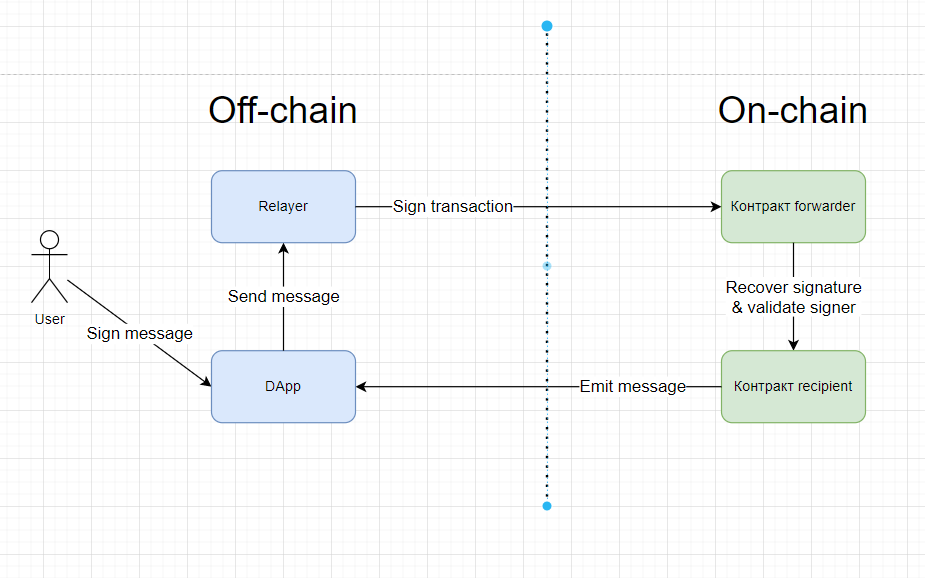 Off-chain
On-chain
Relayer
Sign transaction
Контракт forwarder
User
Send message
Recover signature
& validate signer
Sign message
DApp
Emit message
Контракт recipient